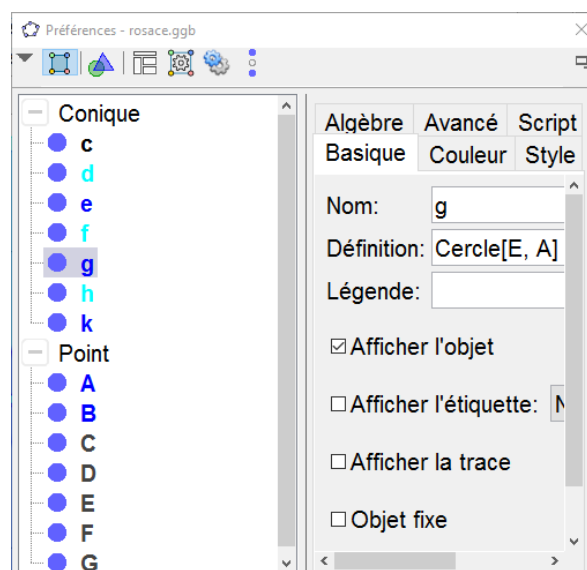 Préférences - rosace.ggb
Conique
c
d
e
f
g
h
k
Point
A
B
C
D
E
F
G
Algèbre Avancé Script
Basique Couleur Style
Nom: g
Définition: Cercle[E, A]
Légende:
Afficher l'objet
Afficher l'étiquette: N
Afficher la trace
Objet fixe